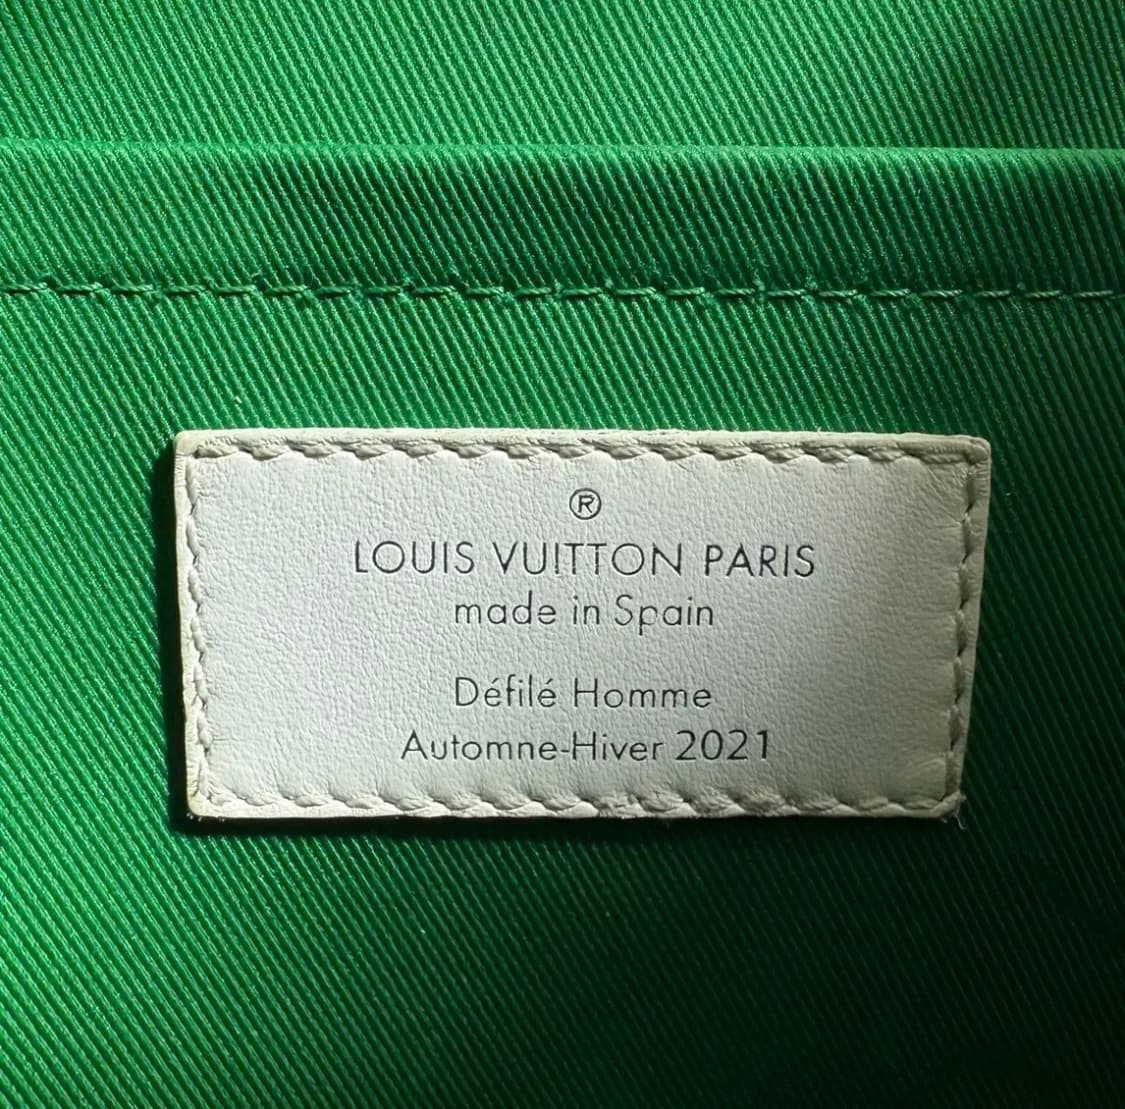 ®
LOUIS VUITTON PARIS
made in Spain
Défilé Homme
Automne-Hiver 2021